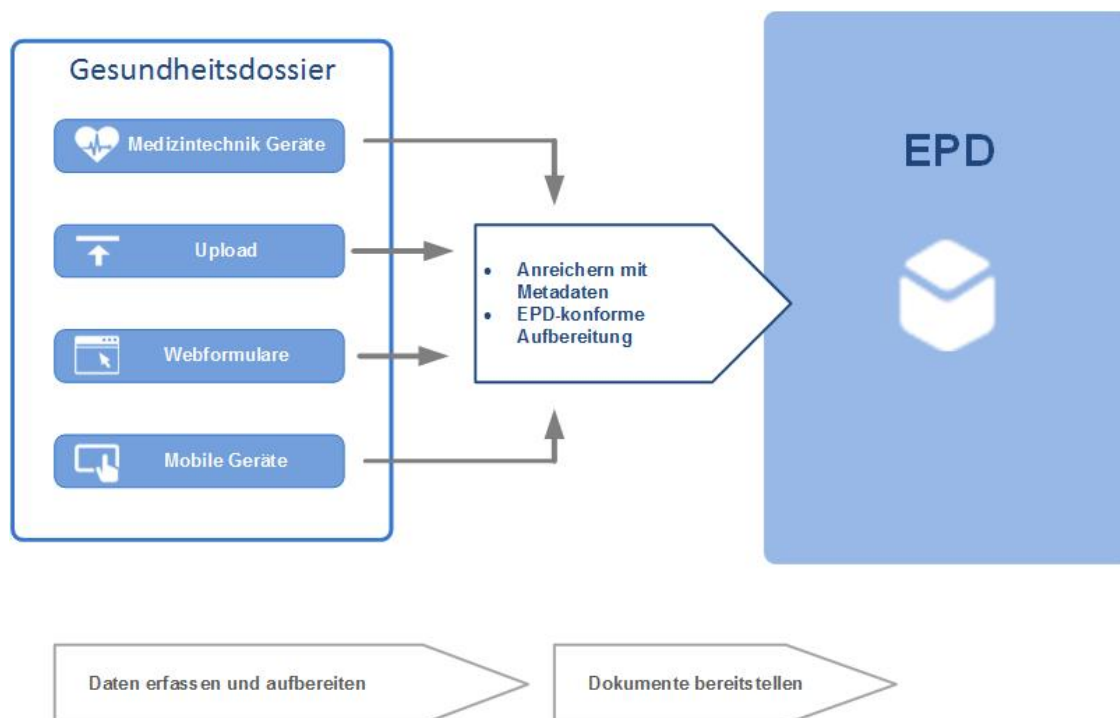 Gesundheitsdossier
Medizintechnik Geräte
Upload
Webformulare
Mobile Geräte
Anreichern mit
Metadaten
EPD-konforme
Aufbereitung
EPD
Daten erfassen und aufbereiten
Dokumente bereitstellen